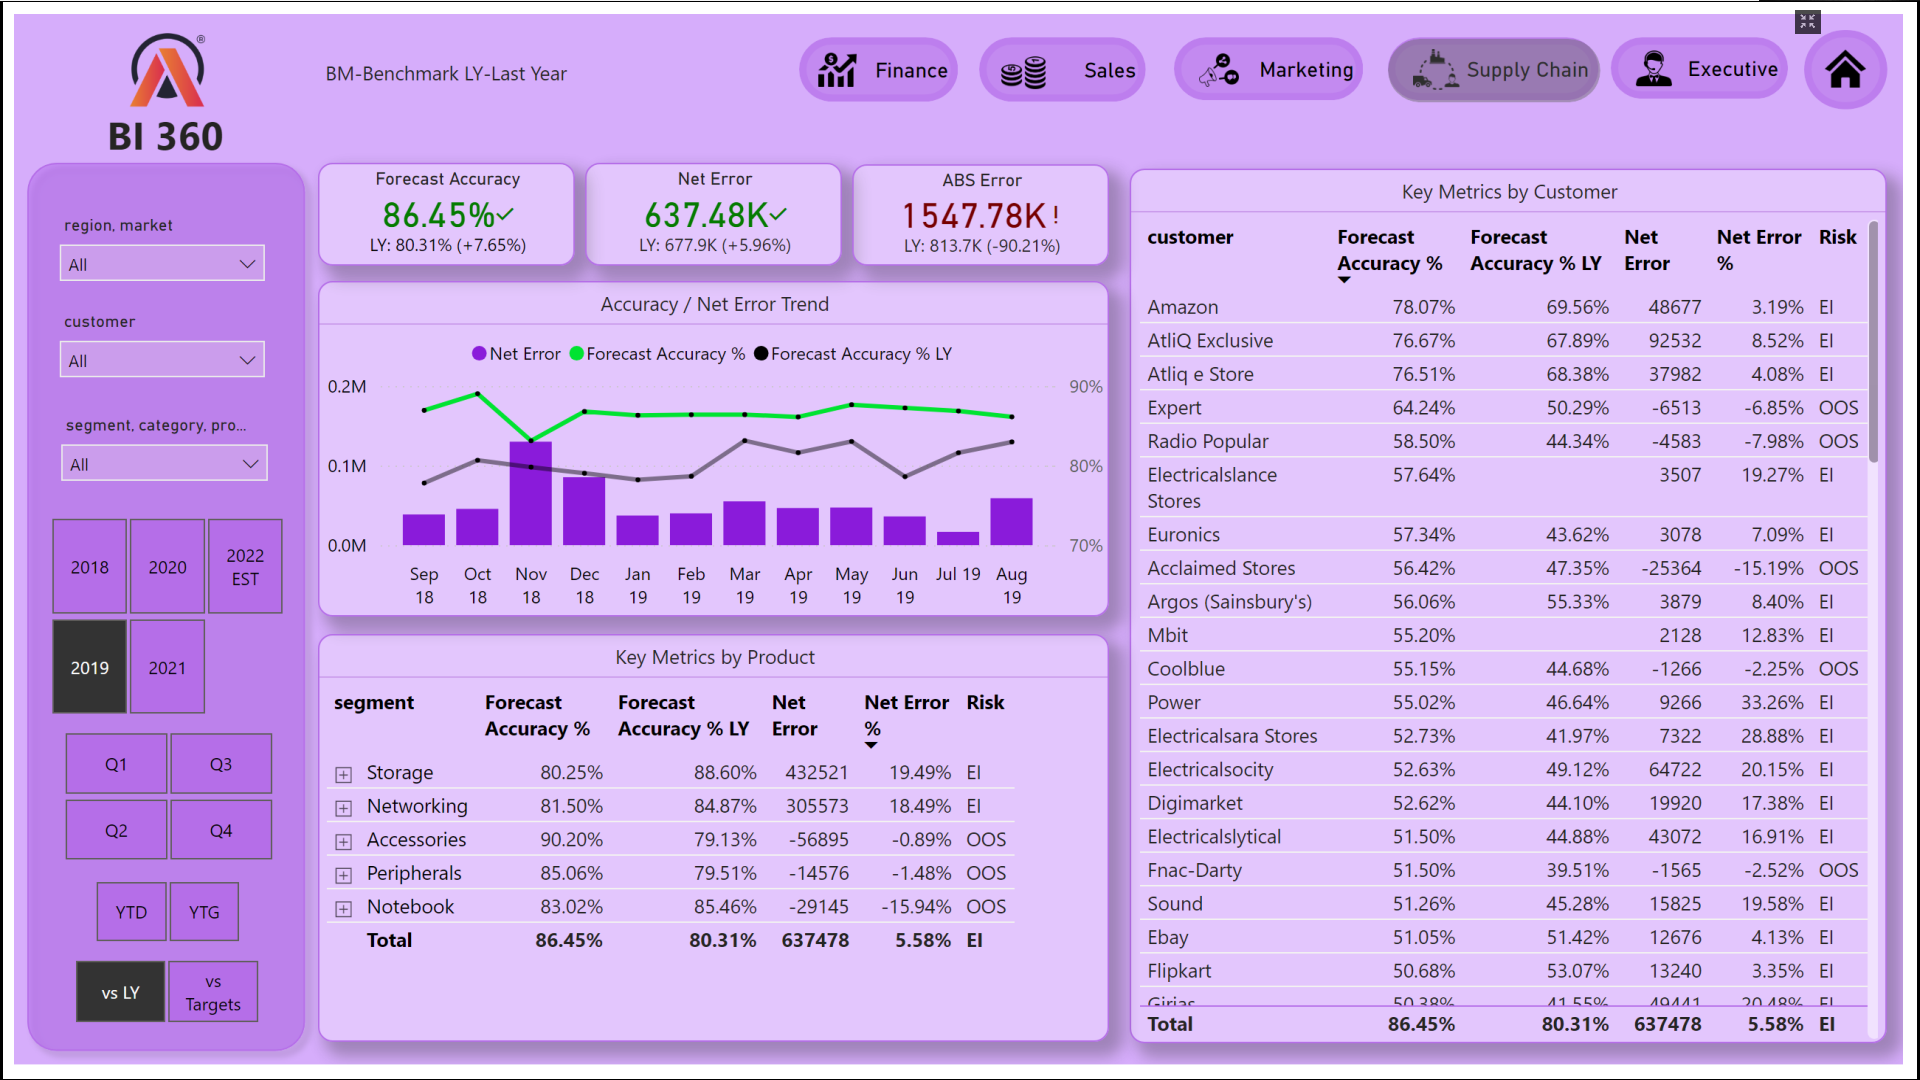 BI 360
®
BM-Benchmark LY-Last Year
Finance
Sales
Marketing
Supply Chain
Executive
region, market
All
customer
All
segment, category, pro...
All
2018
2020
2022
EST
2019
2021
Q1
Q3
Q2
Q4
YTD
YTG
vs LY
vs
Targets
Forecast Accuracy
86.45%
LY: 80.31% (+7.65%)
Net Error
637.48K
LY: 677.9K (+5.96%)
ABS Error
1547.78K !
LY: 813.7K (-90.21%)
Accuracy / Net Error Trend
Net Error Forecast Accuracy % Forecast Accuracy % LY
0.2M 90%
0.1M 80%
0.0M 70%
Sep Oct Nov Dec Jan Feb Mar Apr May Jun Jul 19 Aug
18 18 18 18 19 19 19 19 19 19 19
Key Metrics by Product
segment Forecast Forecast Net Net Error Risk
Accuracy % Accuracy % LY Error %
Storage 80.25% 88.60% 432521 19.49% EI
Networking 81.50% 84.87% 305573 18.49% EI
Accessories 90.20% 79.13% -56895 -0.89% OOS
Peripherals 85.06% 79.51% -14576 -1.48% OOS
Notebook 83.02% 85.46% -29145 -15.94% OOS
Total 86.45% 80.31% 637478 5.58% EI
Key Metrics by Customer
customer Forecast Forecast Net Net Error Risk
Accuracy % Accuracy % LY Error %
Amazon 78.07% 69.56% 48677 3.19% EI
AtliQ Exclusive 76.67% 67.89% 92532 8.52% EI
Atliq e Store 76.51% 68.38% 37982 4.08% EI
Expert 64.24% 50.29% -6513 -6.85% OOS
Radio Popular 58.50% 44.34% -4583 -7.98% OOS
Electricalslance 57.64% 3507 19.27% EI
Stores
Euronics 57.34% 43.62% 3078 7.09% EI
Acclaimed Stores 56.42% 47.35% -25364 -15.19% OOS
Argos (Sainsbury's) 56.06% 55.33% 3879 8.40% EI
Mbit 55.20% 2128 12.83% EI
Coolblue 55.15% 44.68% -1266 -2.25% OOS
Power 55.02% 46.64% 9266 33.26% EI
Electricalsara Stores 52.73% 41.97% 7322 28.88% EI
Electricalsocity 52.63% 49.12% 64722 20.15% EI
Digimarket 52.62% 44.10% 19920 17.38% EI
Electricalslytical 51.50% 44.88% 43072 16.91% EI
Fnac-Darty 51.50% 39.51% -1565 -2.52% OOS
Sound 51.26% 45.28% 15825 19.58% EI
Ebay 51.05% 51.42% 12676 4.13% EI
Flipkart 50.68% 53.07% 13240 3.35% EI
Girias 50.38% 41.55% 49441 20.48% EI
Total 86.45% 80.31% 637478 5.58% EI